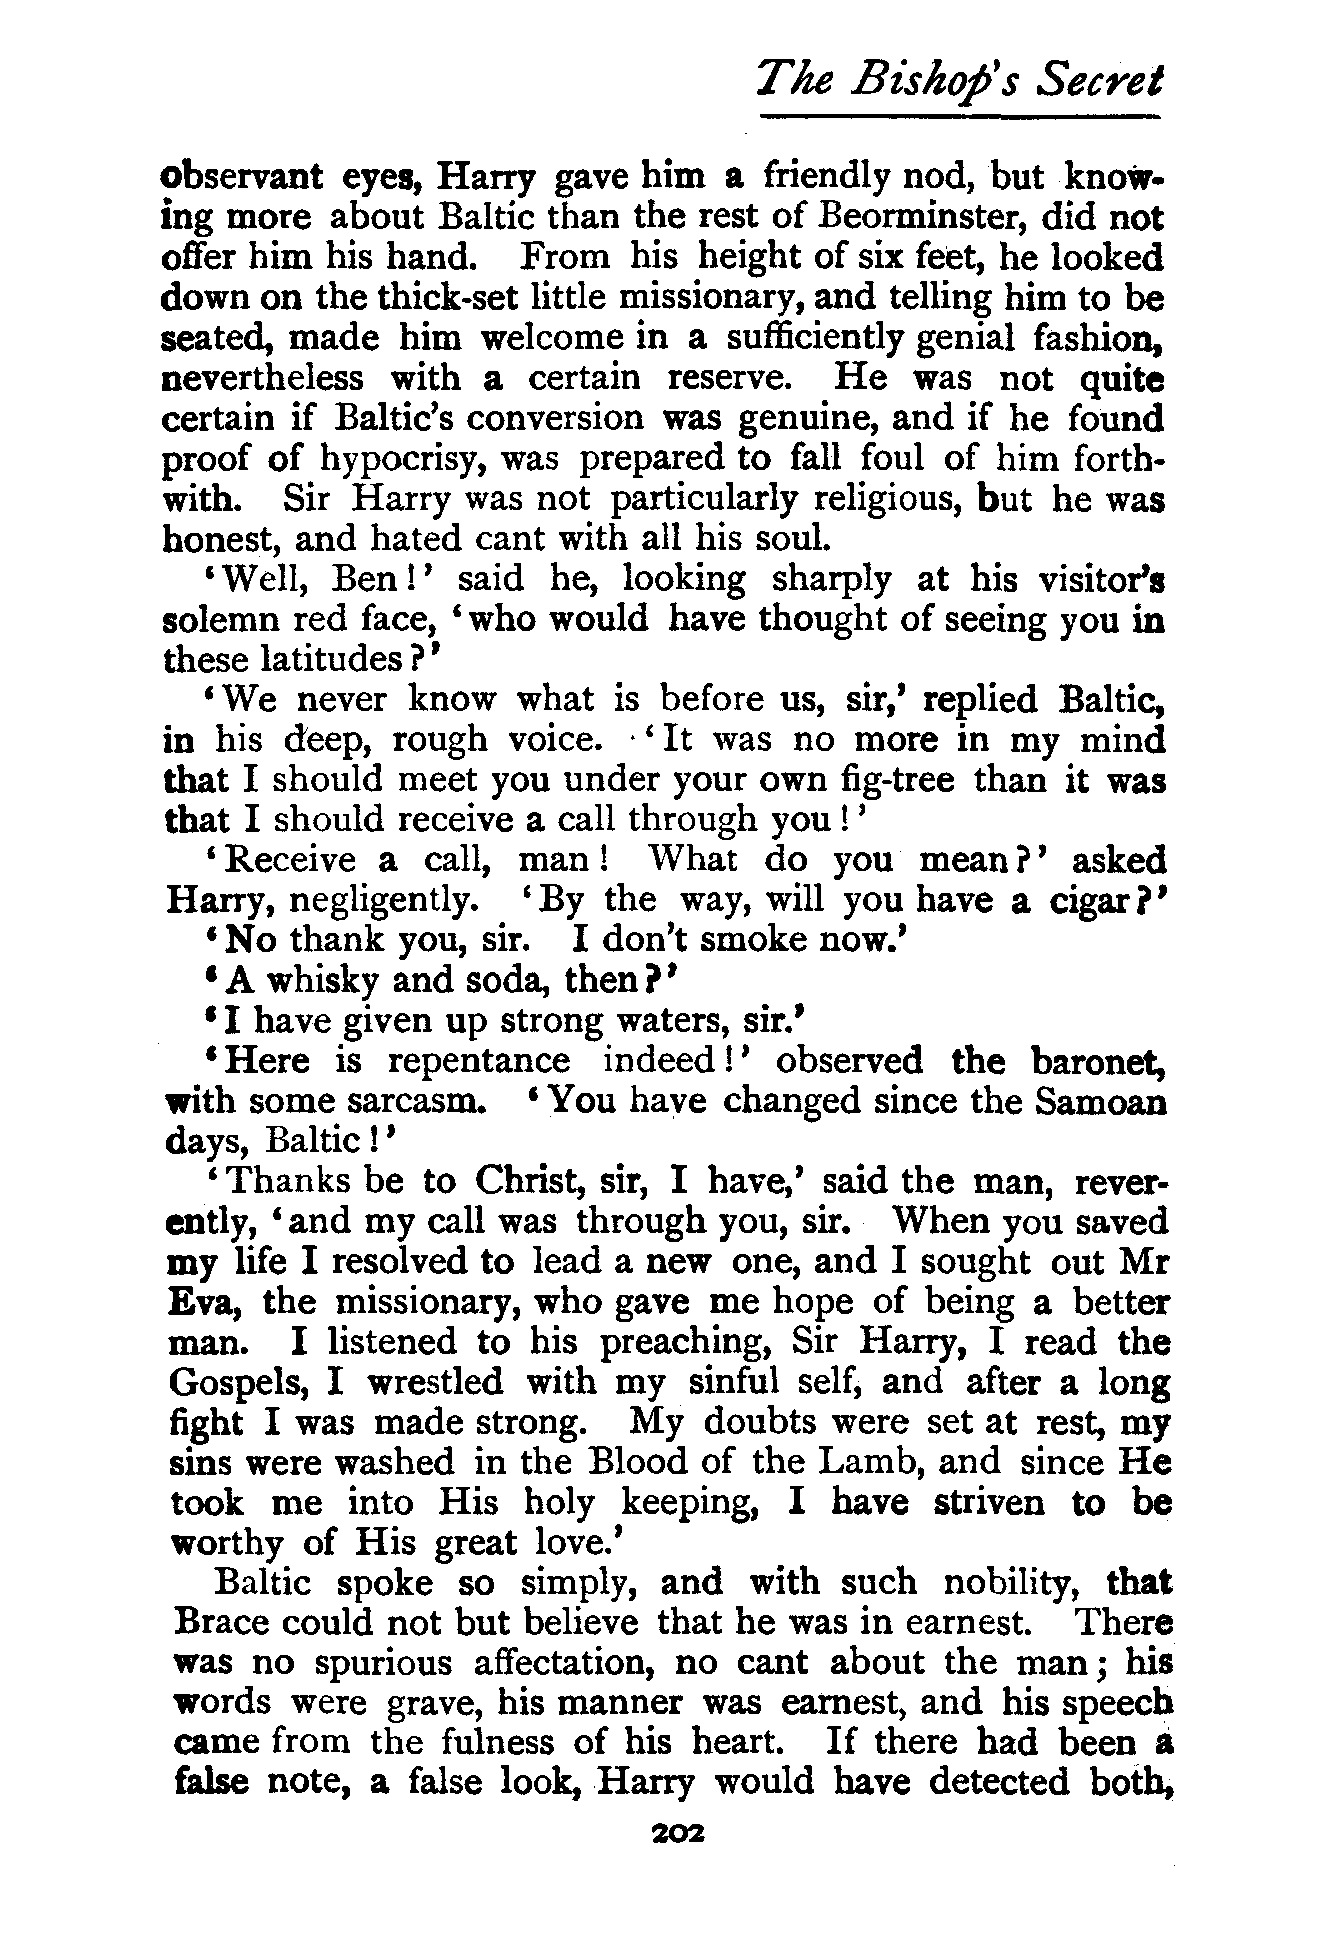 The Bishop's Secret
observant eyes, Harry gave him a friendly nod, but know-
ing more about Baltic than the rest of Beorminster, did not
offer him his hand. From his height of six feet, he looked
down on the thick-set little missionary, and telling him to be
seated, made him welcome in a sufficiently genial fashion,
nevertheless with a certain reserve. He was not quite
certain if Baltic's conversion was genuine, and if he found
proof of hypocrisy, was prepared to fall foul of him forth-
with. Sir Harry was not particularly religious, but he was
honest, and hated cant with all his soul.
‘Well, Ben!’ said he, looking sharply at his visitor's
solemn red face, ‘who would have thought of seeing you in
these latitudes?’
‘We never know what is before us, sir,’ replied Baltic,
in his deep, rough voice. ‘It was no more in my mind
that I should meet you under your own fig-tree than it was
that I should receive a call through you!’
‘Receive a call, man! What do you mean?’ asked
Harry, negligently. ‘By the way, will you have a cigar?’
‘No thank you, sir. I don't smoke now.’
‘A whisky and soda, then?’
‘I have given up strong waters, sir.’
‘Here is repentance indeed!’ observed the baronet,
with some sarcasm. ‘You have changed since the Samoan
days, Baltic!’
‘Thanks be to Christ, sir, I have,’ said the man, rever-
ently, ‘and my call was through you, sir. When you saved
my life I resolved to lead a new one, and I sought out Mr
Eva, the missionary, who gave me hope of being a better
man. I listened to his preaching, Sir Harry, I read the
Gospels, I wrestled with my sinful self, and after a long
fight I was made strong. My doubts were set at rest, my
sins were washed in the Blood of the Lamb, and since He
took me into His holy keeping, I have striven to be
worthy of His great love.’
Baltic spoke so simply, and with such nobility, that
Brace could not but believe that he was in earnest. There
was no spurious affectation, no cant about the man; his
words were grave, his manner was earnest, and his speech
came from the fulness of his heart. If there had been a
false note, a false look, Harry would have detected both,
202